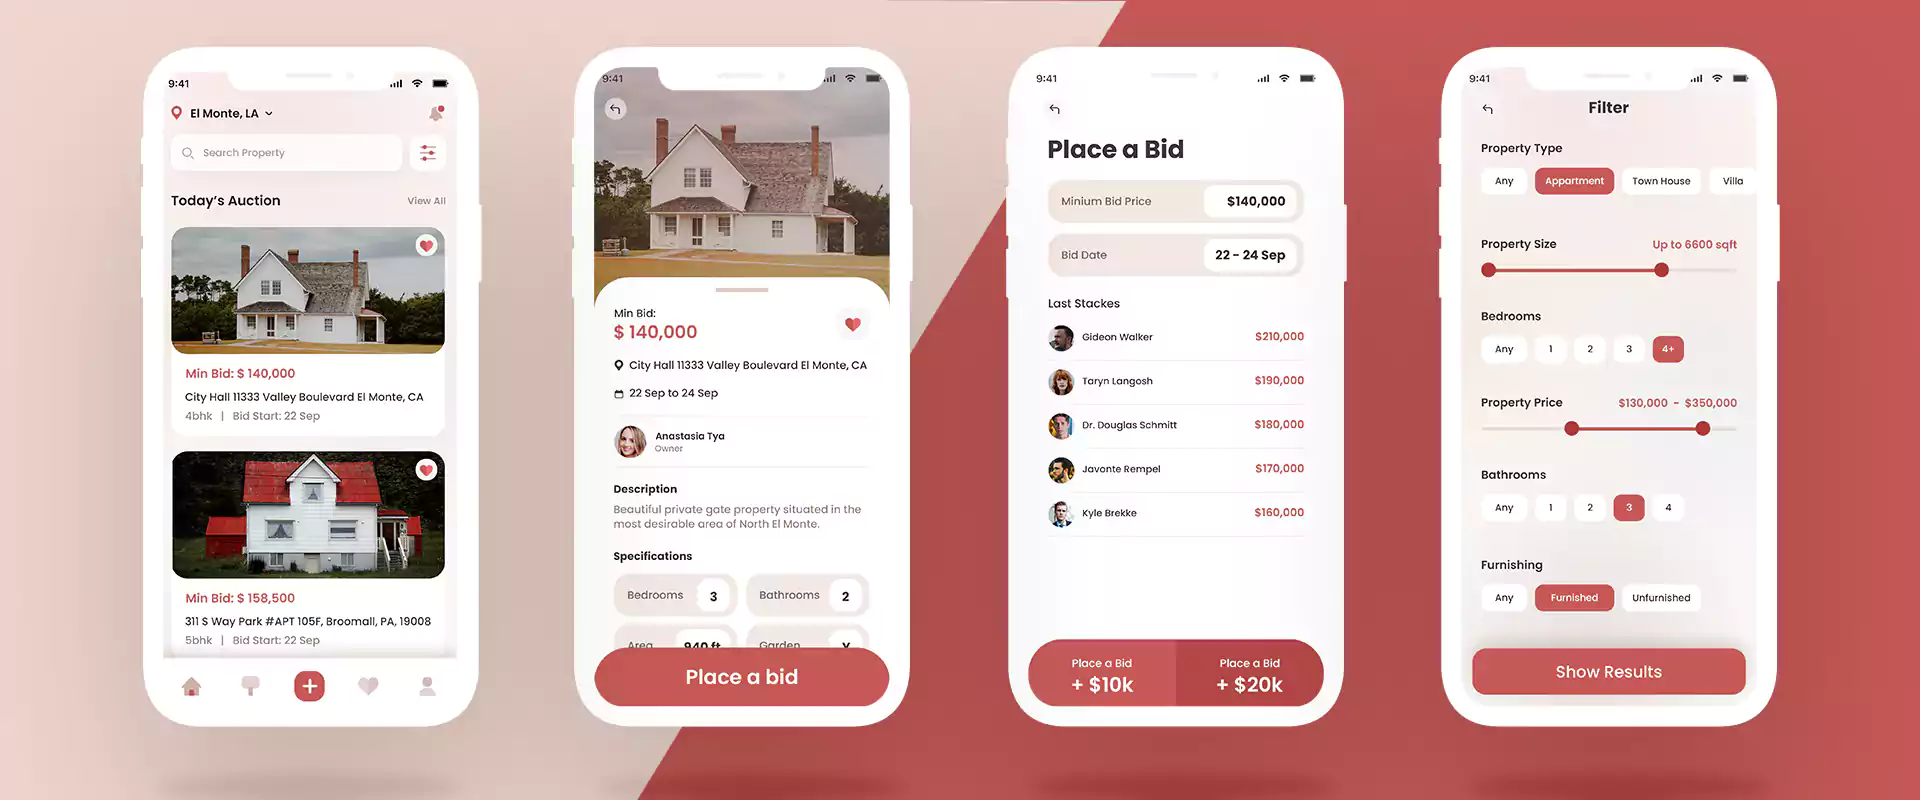 9:41
El Monte, LA
Search Property
Today's Auction
View All
Min Bid: $ 140,000
City Hall 11333 Valley Boulevard El Monte, CA
4bhk | Bid Start: 22 Sep
Min Bid: $ 158,500
311 S Way Park #APT 105F, Broomall, PA, 19008
5bhk | Bid Start: 22 Sep
9:41
Min Bid:
$ 140,000
City Hall 11333 Valley Boulevard El Monte, CA
22 Sep to 24 Sep
Anastasia Tya
Owner
Description
Beautiful private gate property situated in the
most desirable area of North El Monte.
Specifications
Bedrooms 3
Bathrooms 2
Area 940 ft
Garden
Place a bid
9:41
Place a Bid
Minium Bid Price $140,000
Bid Date 22 - 24 Sep
Last Stackes
Gideon Walker $210,000
Taryn Langosh $190,000
Dr. Douglas Schmitt $180,000
Javonte Rempel $170,000
Kyle Brekke $160,000
Place a Bid
+ $10k
Place a Bid
+ $20k
9:41
Filter
Property Type
Any Appartment Town House Villa
Property Size Up to 6600 sqft
Bedrooms
Any 1 2 3 4+
Property Price $130,000 - $350,000
Bathrooms
Any 1 2 3 4
Furnishing
Any Furnished Unfurnished
Show Results